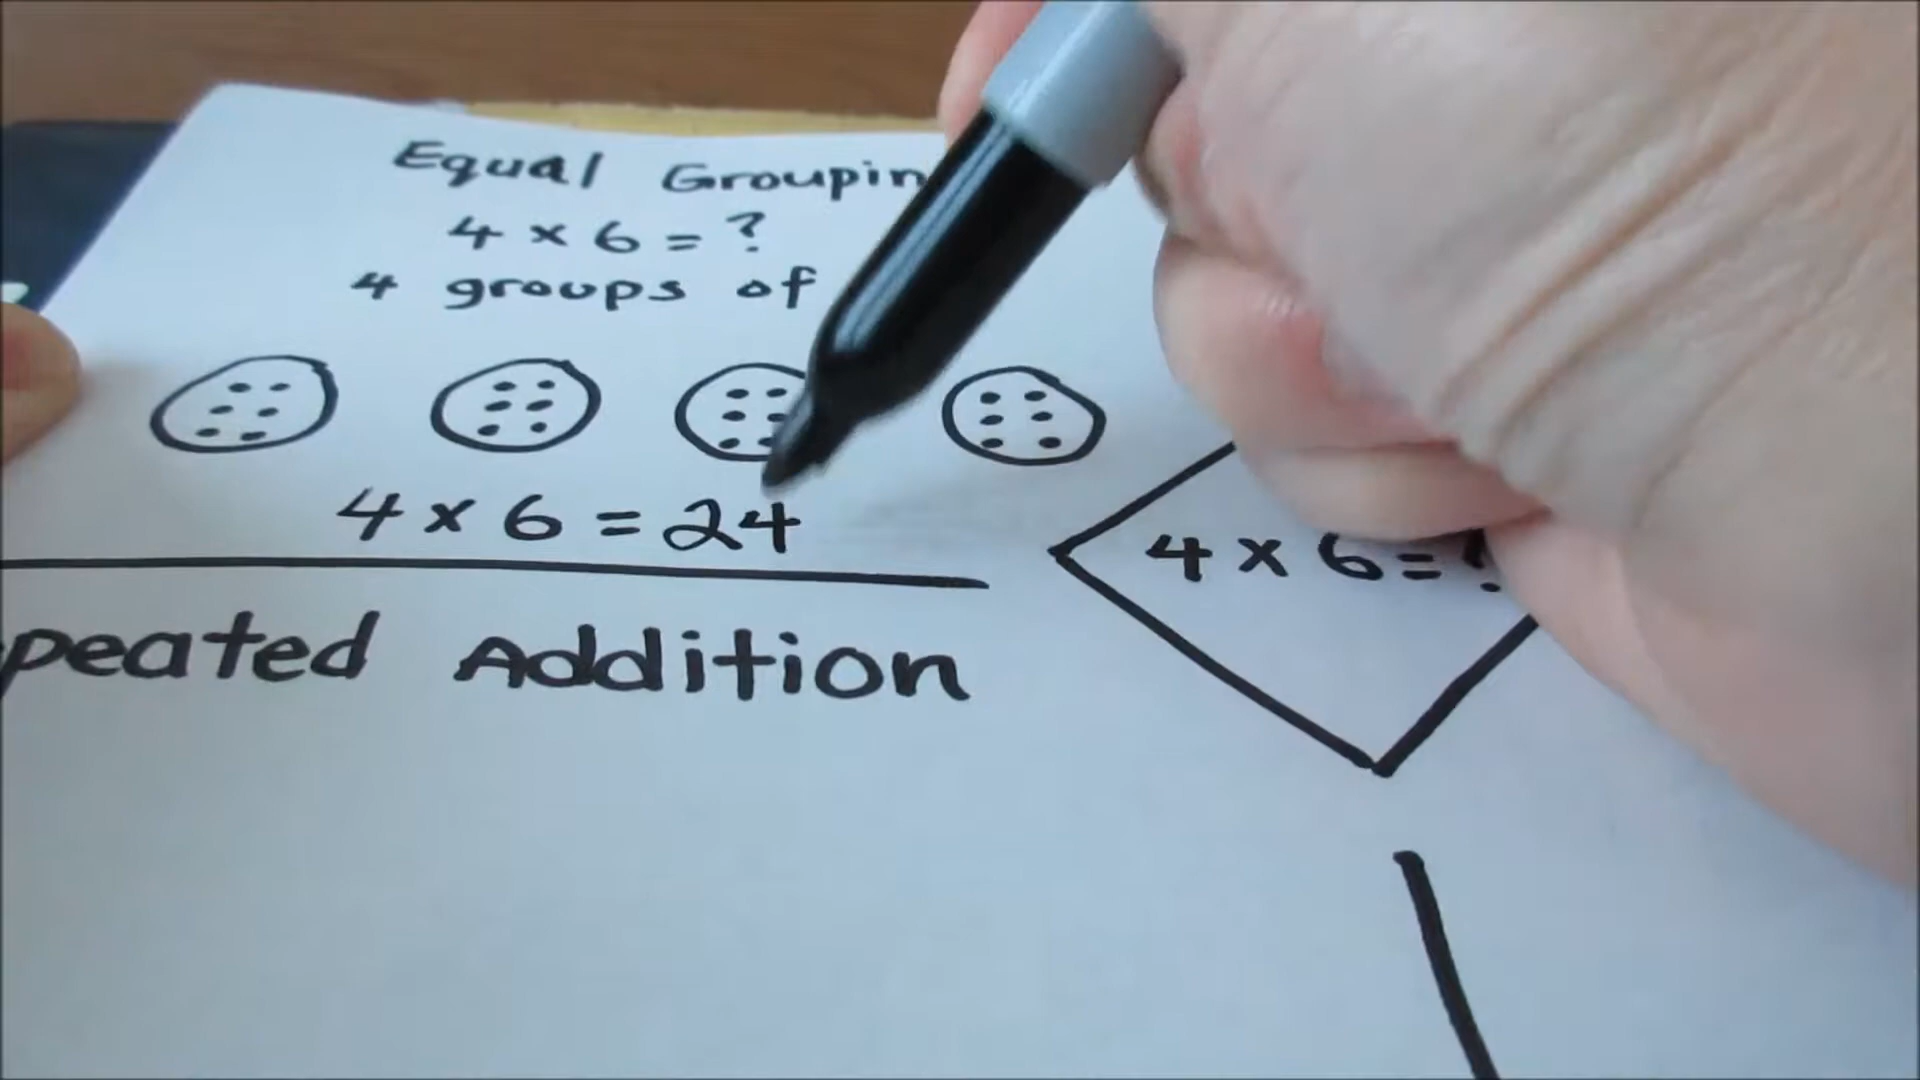 Equal Groupin
4 x 6 = ?
4 groups of
4 x 6 = 24
4 x 6 = ?
peated Addition